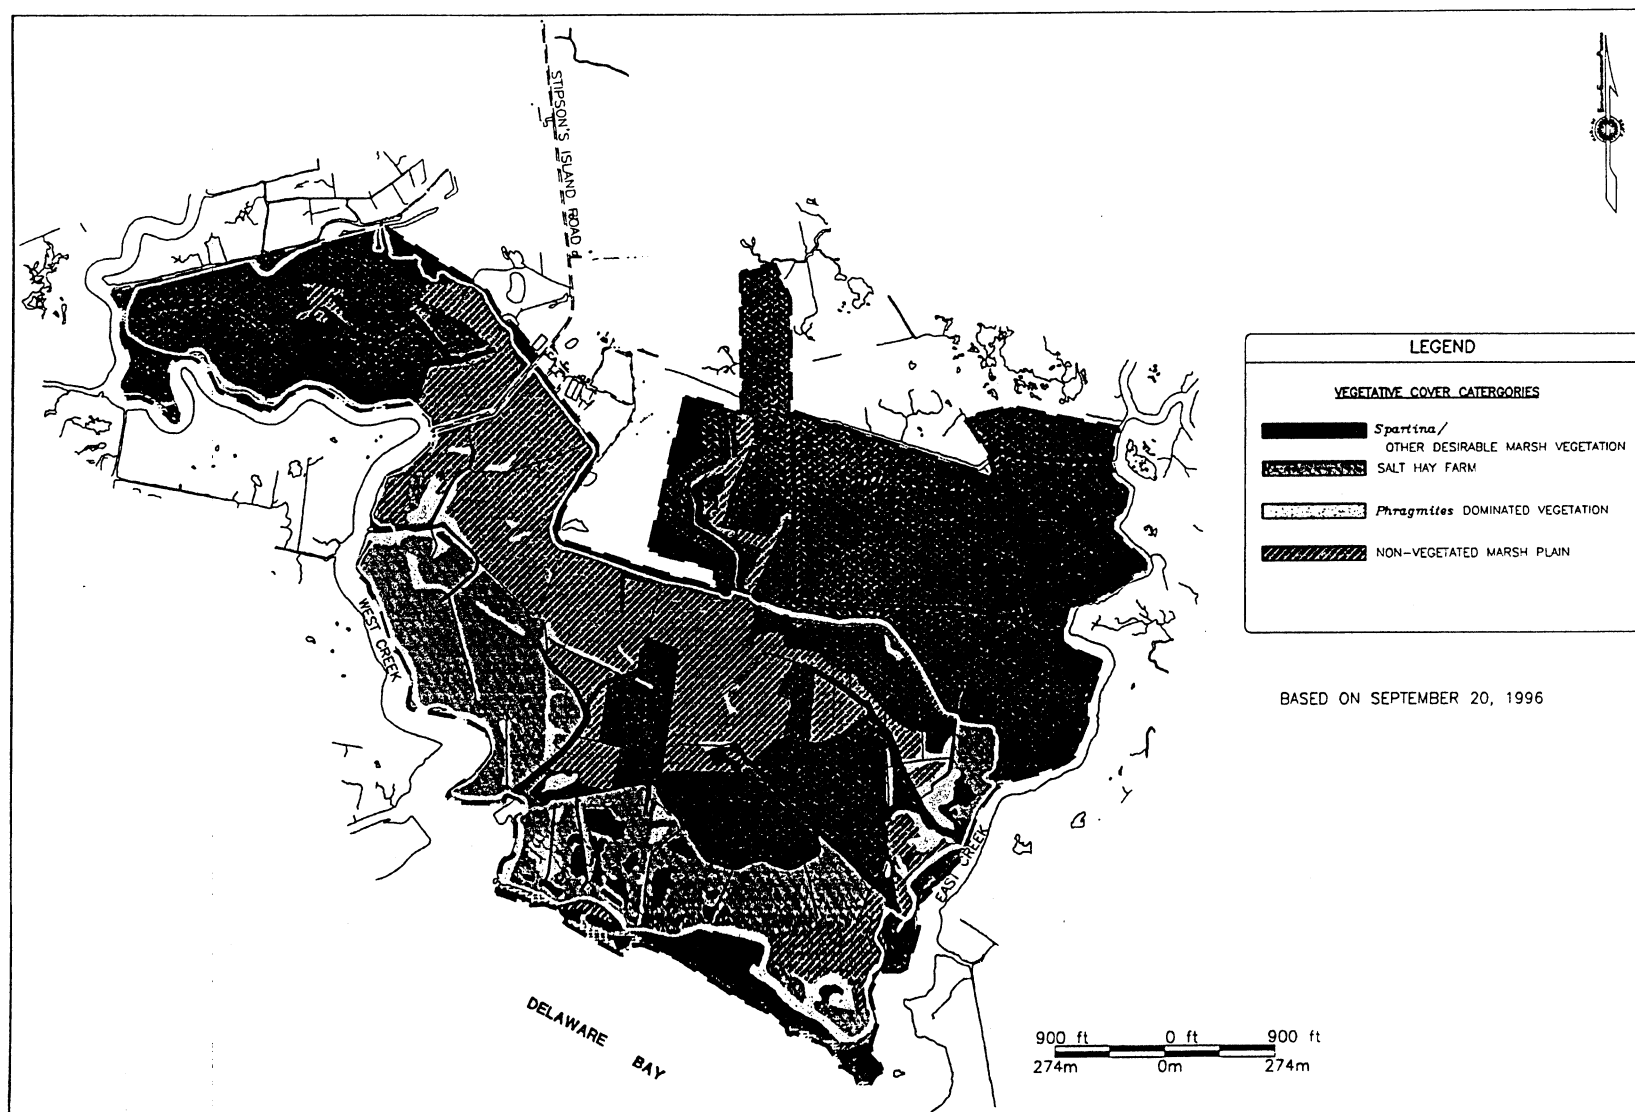 STIPSON'S ISLAND ROAD
LEGEND
VEGETATIVE COVER CATERGORIES
Spartina/
OTHER DESIRABLE MARSH VEGETATION
SALT HAY FARM
Phragmites DOMINATED VEGETATION
NON-VEGETATED MARSH PLAIN
WEST CREEK
BASED ON SEPTEMBER 20, 1996
EAST CREEK
DELAWARE BAY
900 ft 0 ft 900 ft
274m 0m 274m